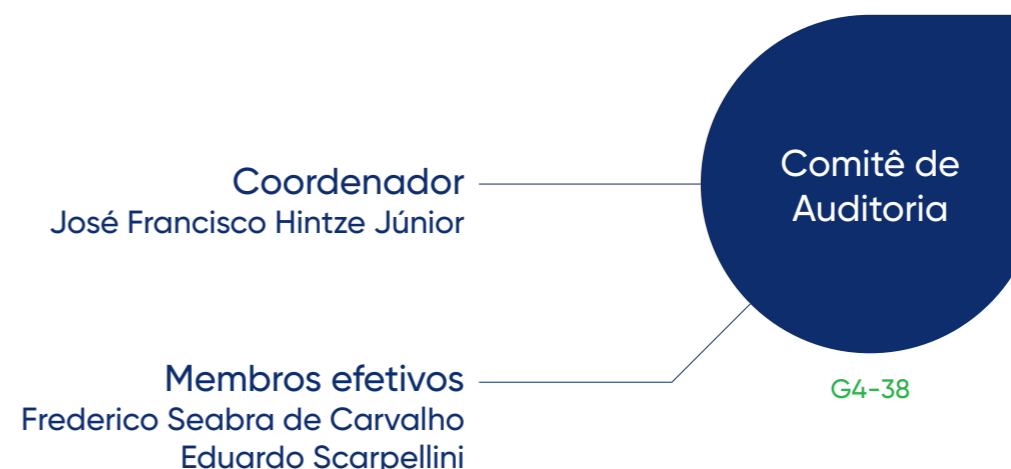 Coordenador
José Francisco Hintze Júnior
Comitê de
Auditoria
Membros efetivos
Frederico Seabra de Carvalho
Eduardo Scarpellini
G4-38